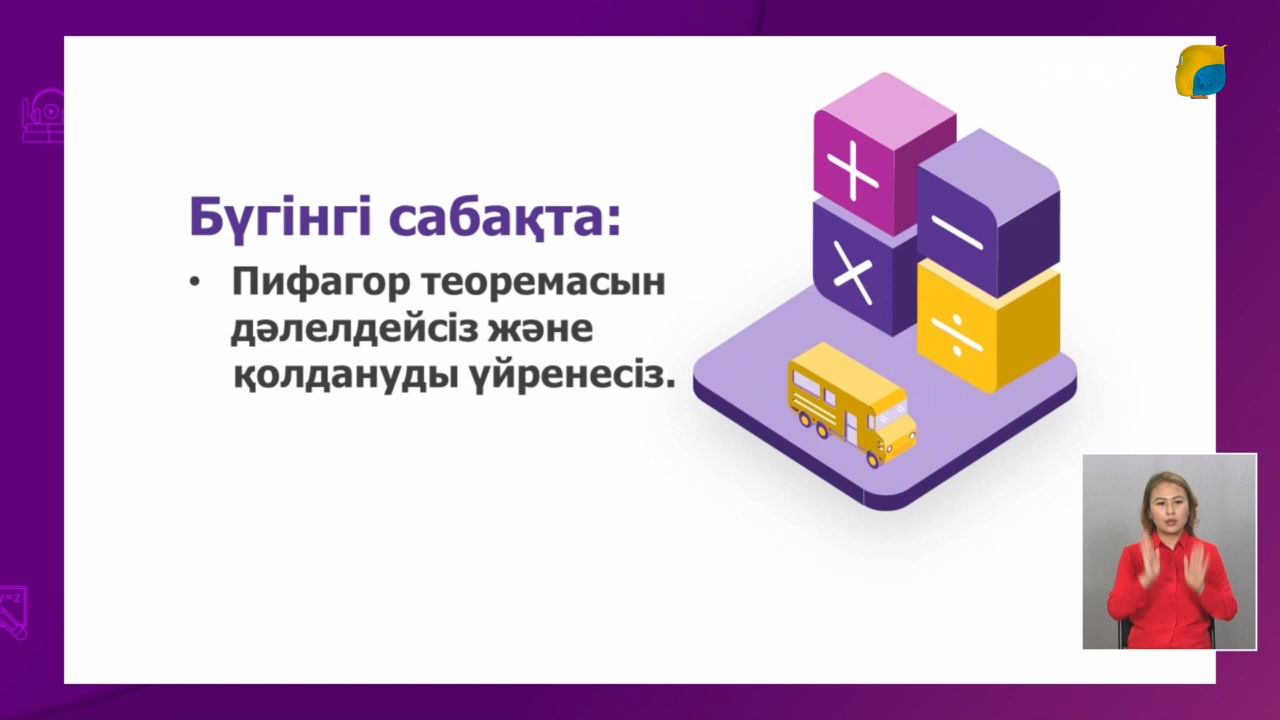 Бүгінгі сабақта:
• Пифагор теоремасын
дәлелдейсіз және
қолдануды үйренесіз.
y=z